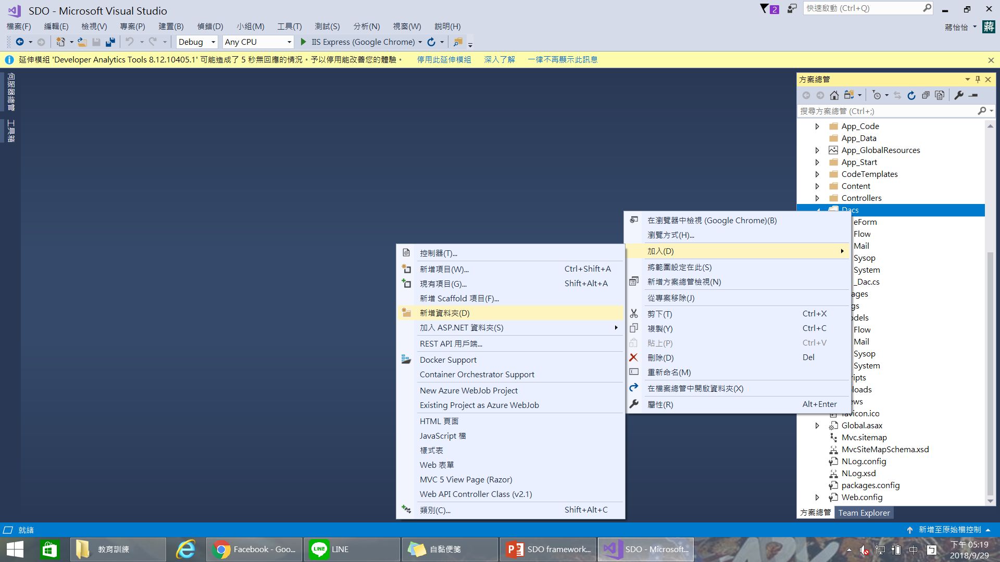 SDO - Microsoft Visual Studio
2
快速啟動 (Ctrl+Q)
檔案(F) 編輯(E) 檢視(V) 專案(P) 建置(B) 偵錯(D) 小組(M) 工具(T) 測試(S) 分析(N) 視窗(W) 說明(H)
蔣怡怡 蔣
Debug Any CPU IIS Express (Google Chrome)
延伸模組 'Developer Analytics Tools 8.12.10405.1' 可能造成了 5 秒無回應的情況。予以停用能改善您的體驗。 停用此延伸模組 深入了解 一律不再顯示此訊息
伺服器總管
工具箱
方案總管
搜尋方案總管 (Ctrl+;)
App_Code
App_Data
App_GlobalResources
App_Start
CodeTemplates
Content
Controllers
Dacs
eForm
Flow
Mail
Sysop
System
_Dac.cs
ages
gs
dels
Flow
Mail
Sysop
System
ripts
loads
ews
favicon.ico
Global.asax
Mvc.sitemap
MvcSiteMapSchema.xsd
NLog.config
NLog.xsd
packages.config
Web.config
方案總管 Team Explorer
在瀏覽器中檢視 (Google Chrome)(B)
瀏覽方式(H)...
加入(D)
將範圍設定在此(S)
新增方案總管檢視(N)
從專案移除(J)
剪下(T) Ctrl+X
複製(Y) Ctrl+C
貼上(P) Ctrl+V
刪除(D) Del
重新命名(M)
在檔案總管中開啟資料夾(X)
屬性(R) Alt+Enter
控制器(T)...
新增項目(W)... Ctrl+Shift+A
現有項目(G)... Shift+Alt+A
新增 Scaffold 項目(F)...
新增資料夾(D)
加入 ASP.NET 資料夾(S)
REST API 用戶端...
Docker Support
Container Orchestrator Support
New Azure WebJob Project
Existing Project as Azure WebJob
HTML 頁面
JavaScript 檔
樣式表
Web 表單
MVC 5 View Page (Razor)
Web API Controller Class (v2.1)
類別(C)... Shift+Alt+C
就緒
新增至原始檔控制
教育訓練 Facebook - Goo... LINE LINE 自黏便箋 SDO framework... SDO - Microsoft...
中 ㄅ
下午 05:19
2018/9/29